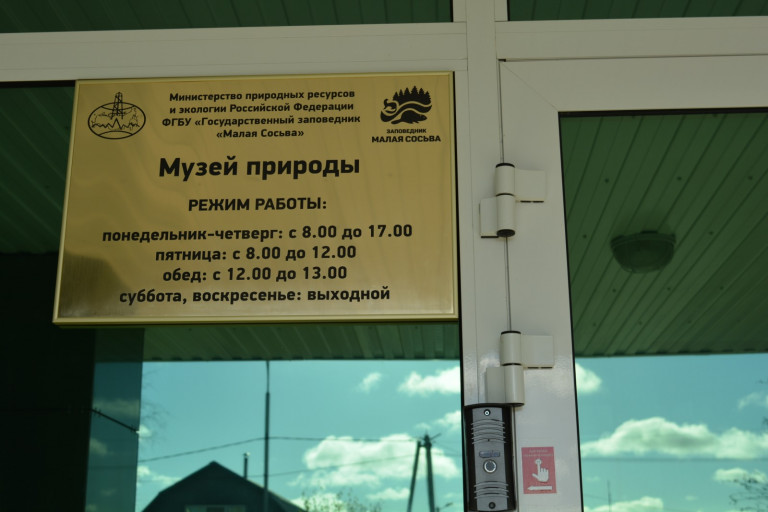 Министерство природных ресурсов
и экологии Российской Федерации
ФГБУ «Государственный заповедник
«Малая Сосьва»
ЗАПОВЕДНИК
МАЛАЯ СОСЬВА
Музей природы
РЕЖИМ РАБОТЫ:
понедельник-четверг: с 8.00 до 17.00
пятница: с 8.00 до 12.00
обед: с 12.00 до 13.00
суббота, воскресенье: выходной